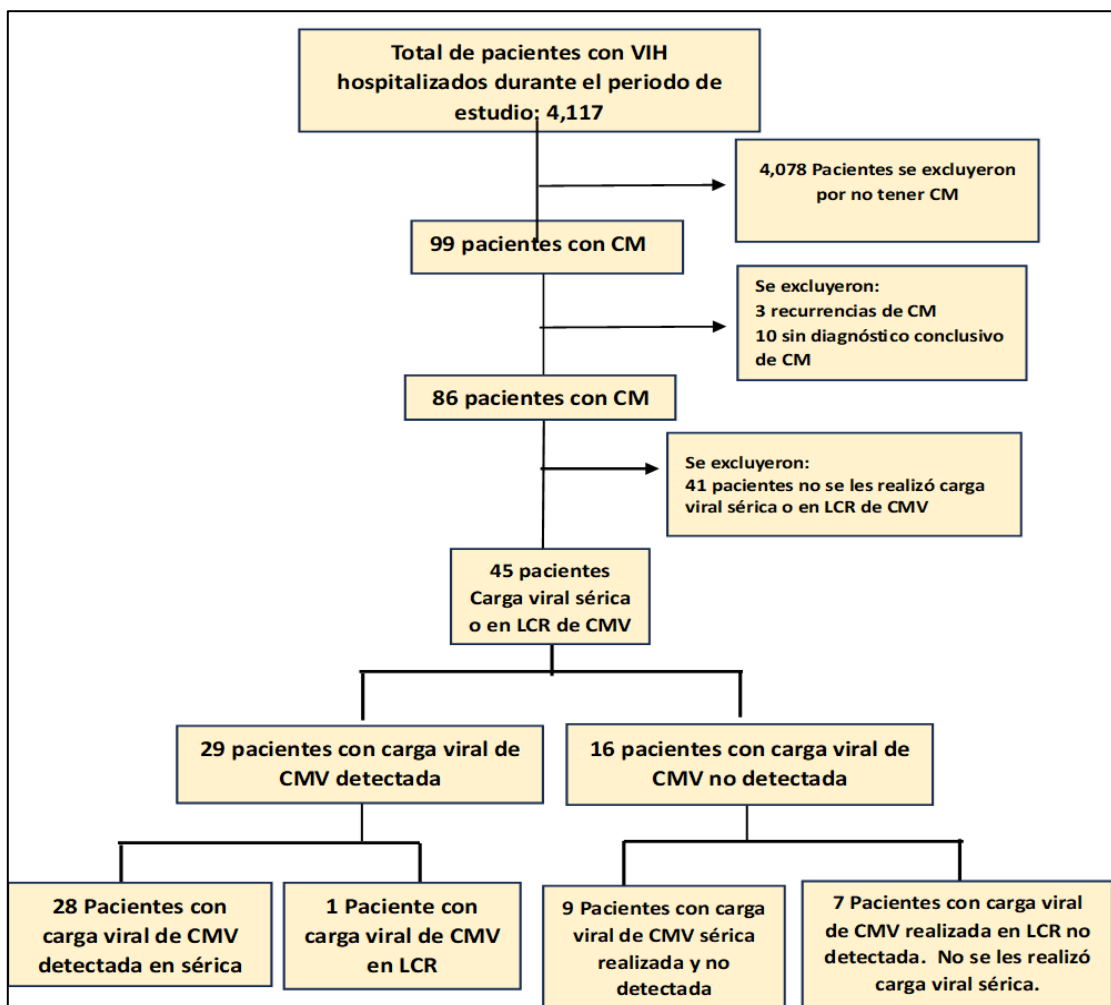 Total de pacientes con VIH
hospitalizados durante el periodo de
estudio: 4,117
4,078 Pacientes se excluyeron
por no tener CM
99 pacientes con CM
Se excluyeron:
3 recurrencias de CM
10 sin diagnóstico conclusivo
de CM
86 pacientes con CM
Se excluyeron:
41 pacientes no se les realizó carga
viral sérica o en LCR de CMV
45 pacientes
Carga viral sérica
o en LCR de CMV
29 pacientes con carga viral de
CMV detectada
16 pacientes con carga viral de
CMV no detectada
28 Pacientes con
carga viral de CMV
detectada en sérica
1 Paciente con
carga viral de CMV
en LCR
9 Pacientes con carga
viral de CMV sérica
realizada y no
detectada
7 Pacientes con carga viral
de CMV realizada en LCR no
detectada. No se les realizó
carga viral sérica.